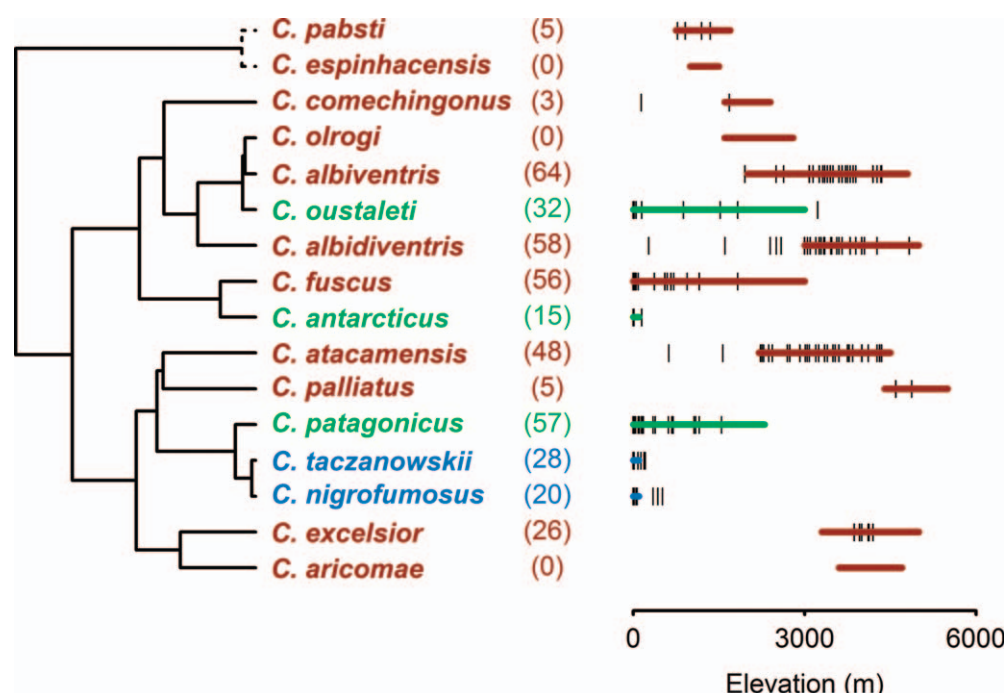 C. pabsti (5)
C. espinhacensis (0)
C. comechingonus (3)
C. olrogi (0)
C. albiventris (64)
C. oustaleti (32)
C. albidiventris (58)
C. fuscus (56)
C. antarcticus (15)
C. atacamensis (48)
C. palliatus (5)
C. patagonicus (57)
C. taczanowskii (28)
C. nigrofumosus (20)
C. excelsior (26)
C. aricomae (0)
0 3000 6000
Elevation (m)